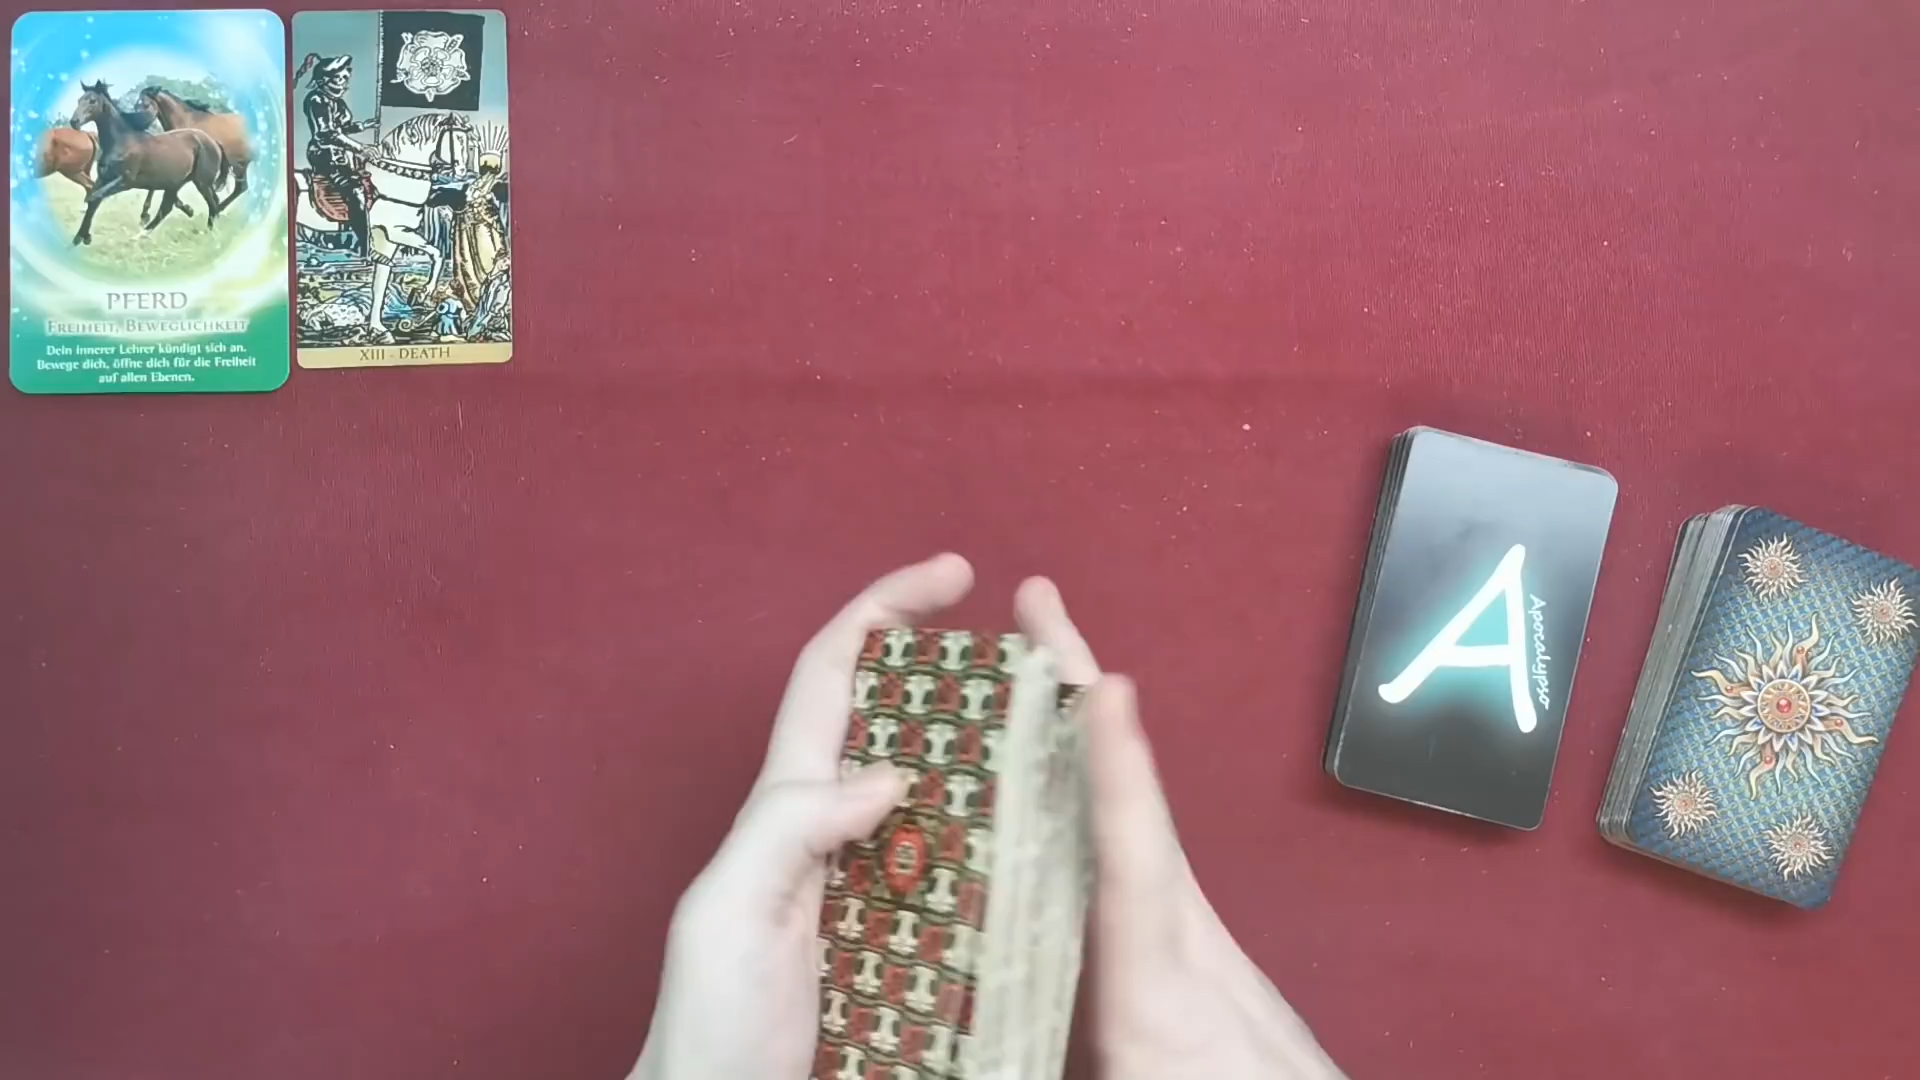 PFERD
FREIHEIT, BEWEGLICHKEIT
Dein innerer Lehrer kündigt sich an.
Bewege dich, öffne dich für die Freiheit
auf allen Ebenen.
XIII - DEATH
A
Apocalypso